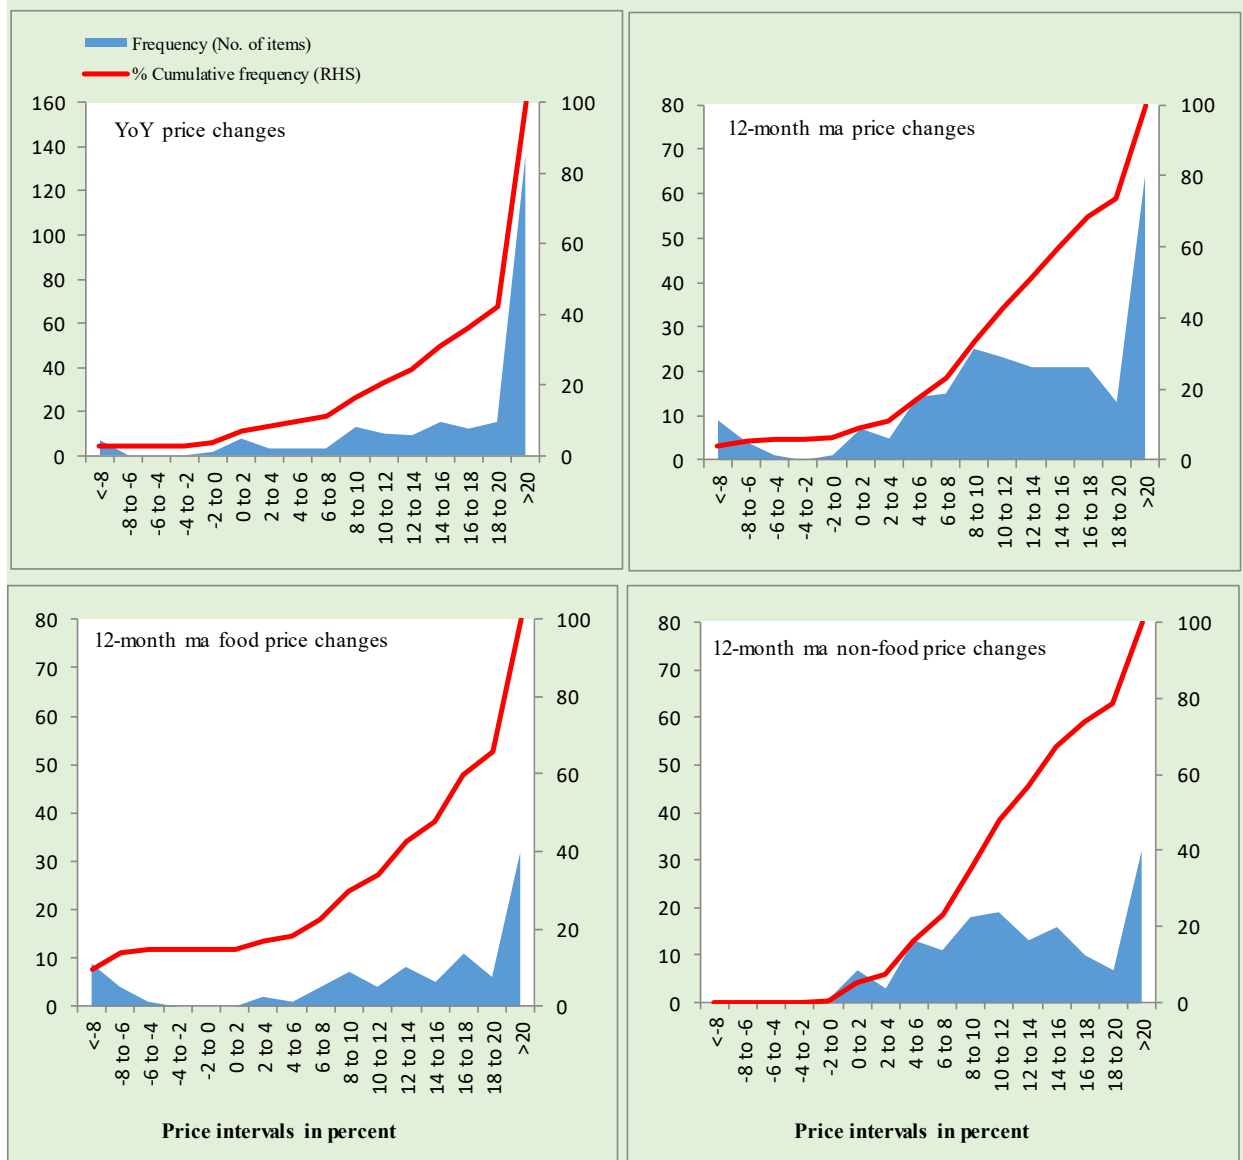 Frequency (No. of items)
% Cumulative frequency (RHS)
YoY price changes
160
140
120
100
80
60
40
20
0
100
80
60
40
20
0
<-8
-8 to -6
-6 to -4
-4 to -2
-2 to 0
0 to 2
2 to 4
4 to 6
6 to 8
8 to 10
10 to 12
12 to 14
14 to 16
16 to 18
18 to 20
>20
12-month ma price changes
80
70
60
50
40
30
20
10
0
100
80
60
40
20
0
<-8
-8 to -6
-6 to -4
-4 to -2
-2 to 0
0 to 2
2 to 4
4 to 6
6 to 8
8 to 10
10 to 12
12 to 14
14 to 16
16 to 18
18 to 20
>20
12-month ma food price changes
80
70
60
50
40
30
20
10
0
100
80
60
40
20
0
<-8
-8 to -6
-6 to -4
-4 to -2
-2 to 0
0 to 2
2 to 4
4 to 6
6 to 8
8 to 10
10 to 12
12 to 14
14 to 16
16 to 18
18 to 20
>20
Price intervals in percent
12-month ma non-food price changes
80
70
60
50
40
30
20
10
0
100
80
60
40
20
0
<-8
-8 to -6
-6 to -4
-4 to -2
-2 to 0
0 to 2
2 to 4
4 to 6
6 to 8
8 to 10
10 to 12
12 to 14
14 to 16
16 to 18
18 to 20
>20
Price intervals in percent